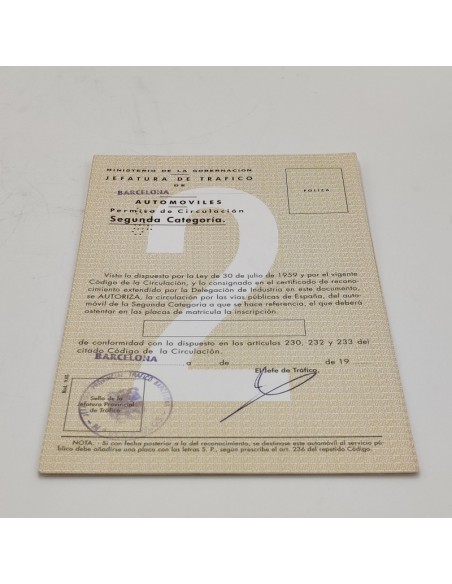 MINISTERIO DE LA GOBERNACION
JEFATURA DE TRAFICO
DE
BARCELONA
AUTOMOVILES
Permiso de Circulación
Segunda Categoría.
POLIZA
2
Visto lo dispuesto por la Ley de 30 de julio de 1959 y por el vigente
Código de la Circulación, y lo consignado en el certificado de recono-
cimiento extendido por la Delegación de Industria en este documento,
se AUTORIZA, la circulación por las vías públicas de España, del auto-
móvil de la Segunda Categoría a que se hace referencia, el que deberá
ostentar en las placas de matrícula la inscripción.
de conformidad con lo dispuesto en los artículos 230, 232 y 233 del
citado Código de la Circulación.
BARCELONA a de de 19
El Jefe de Tráfico,
Sello de la
Jefatura Provincial
de Tráfico
NOTA. - Si con fecha posterior a la del reconocimiento, se destinase este automóvil al servicio pú-
blico debe añadirse una placa con las letras S. P., según prescribe el art. 236 del repetido Código.